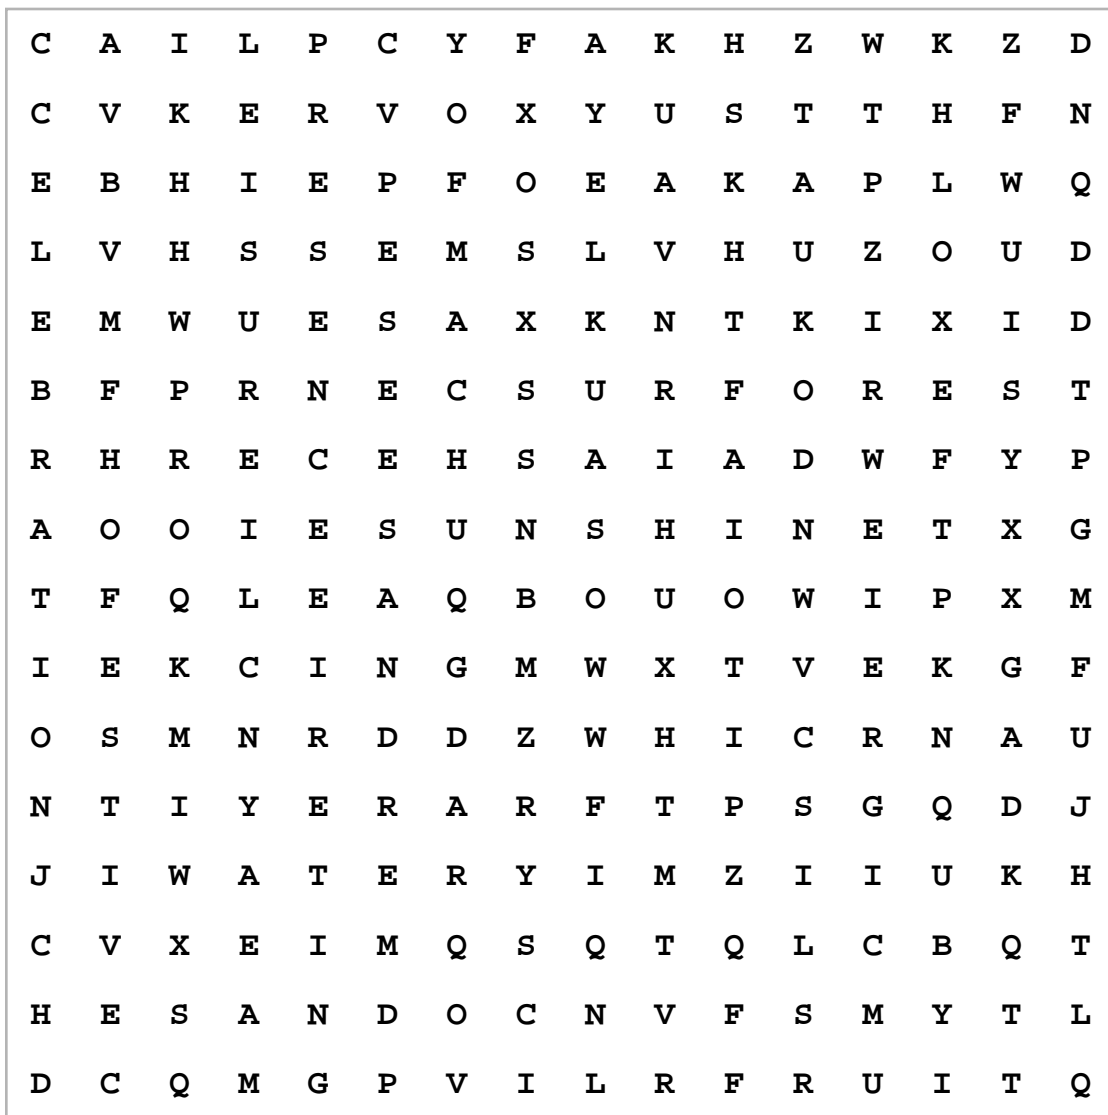 C A I L P C Y F A K H Z W K Z D
C V K E R V O X Y U S T T H F N
E B H I E P F O E A K A P L W Q
L V H S S E M S L V H U Z O U D
E M W U E S A X K N T K I X I D
B F P R N E C S U R F O R E S T
R H R E C E H S A I A D W F Y P
A O O I E S U N S H I N E T X G
T F Q L E A Q B O U O W I P X M
I E K C I N G M W X T V E K G F
O S M N R D D Z W H I C R N A U
N T I Y E R A R F T P S G Q D J
J I W A T E R Y I M Z I I U K H
C V X E I M Q S Q T Q L C B Q T
H E S A N D O C N V F S M Y T L
D C Q M G P V I L R F R U I T Q